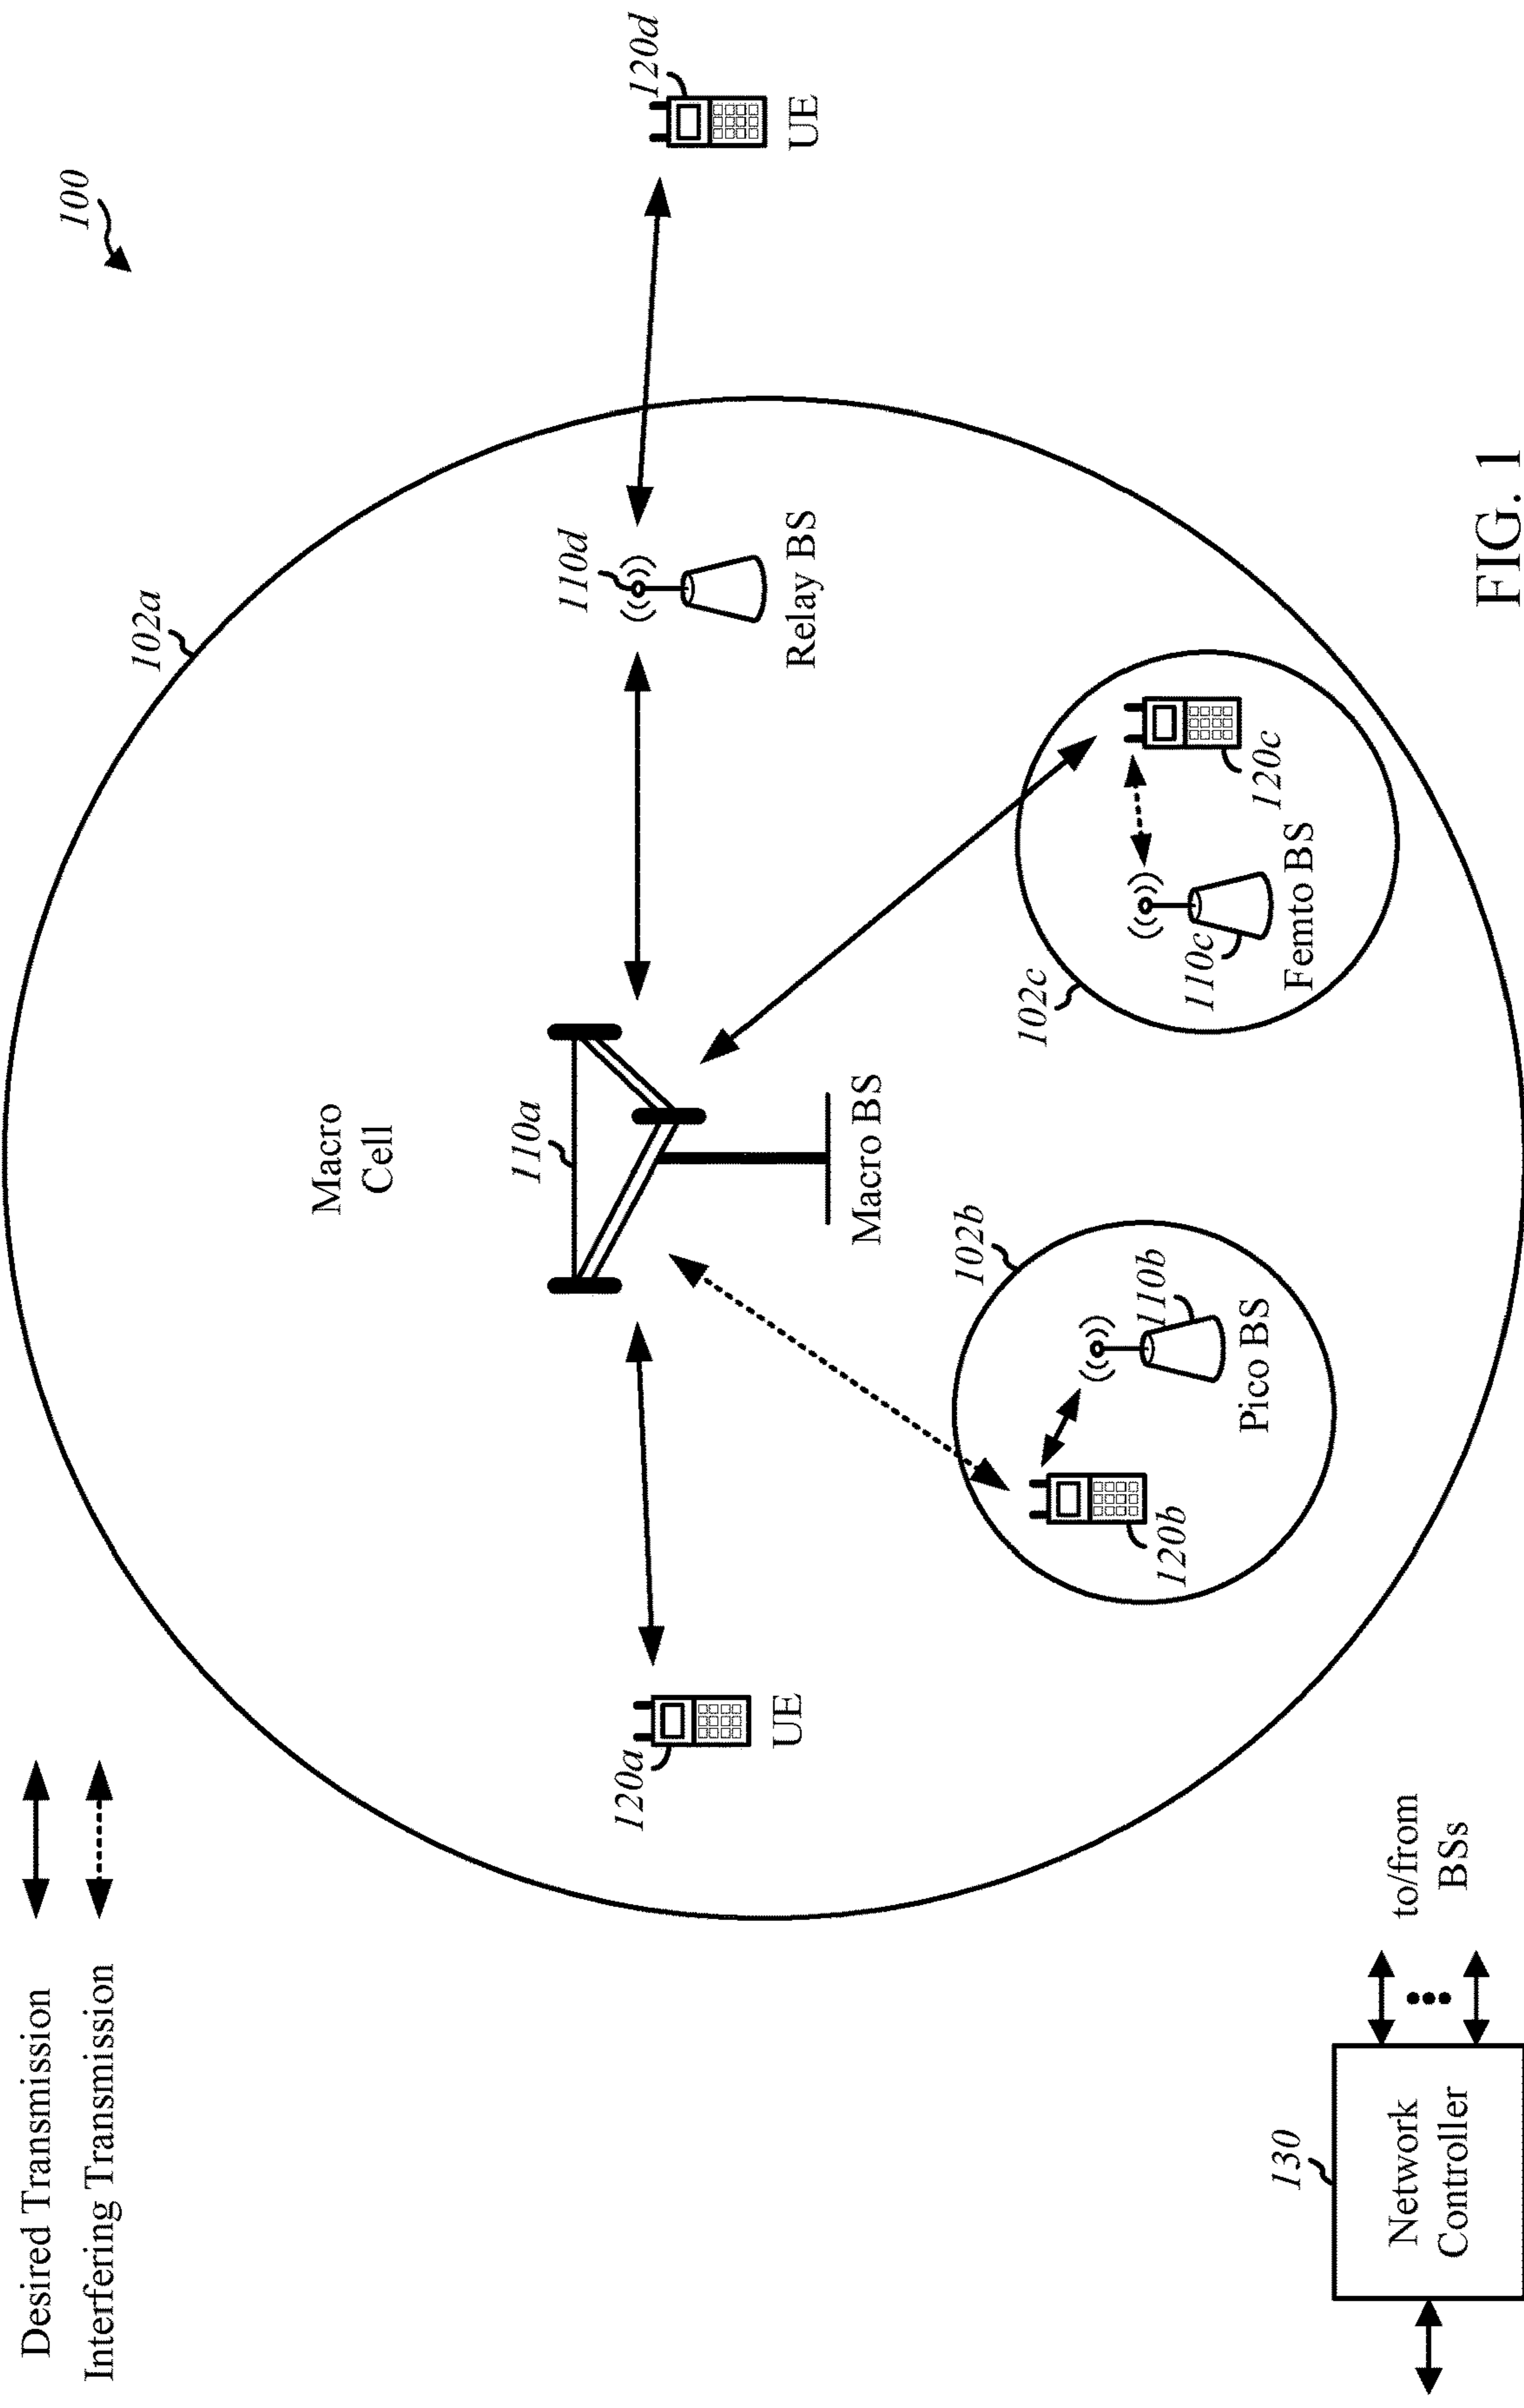 Desired Transmission
Interfering Transmission
100
102a
Macro
Cell
110a
110d
120d
120a
UE
Macro BS
Relay BS
UE
102b
102c
120b
110b
Pico BS
110c
Femto BS
120c
130
Network
Controller
to/from
BSs
FIG. 1